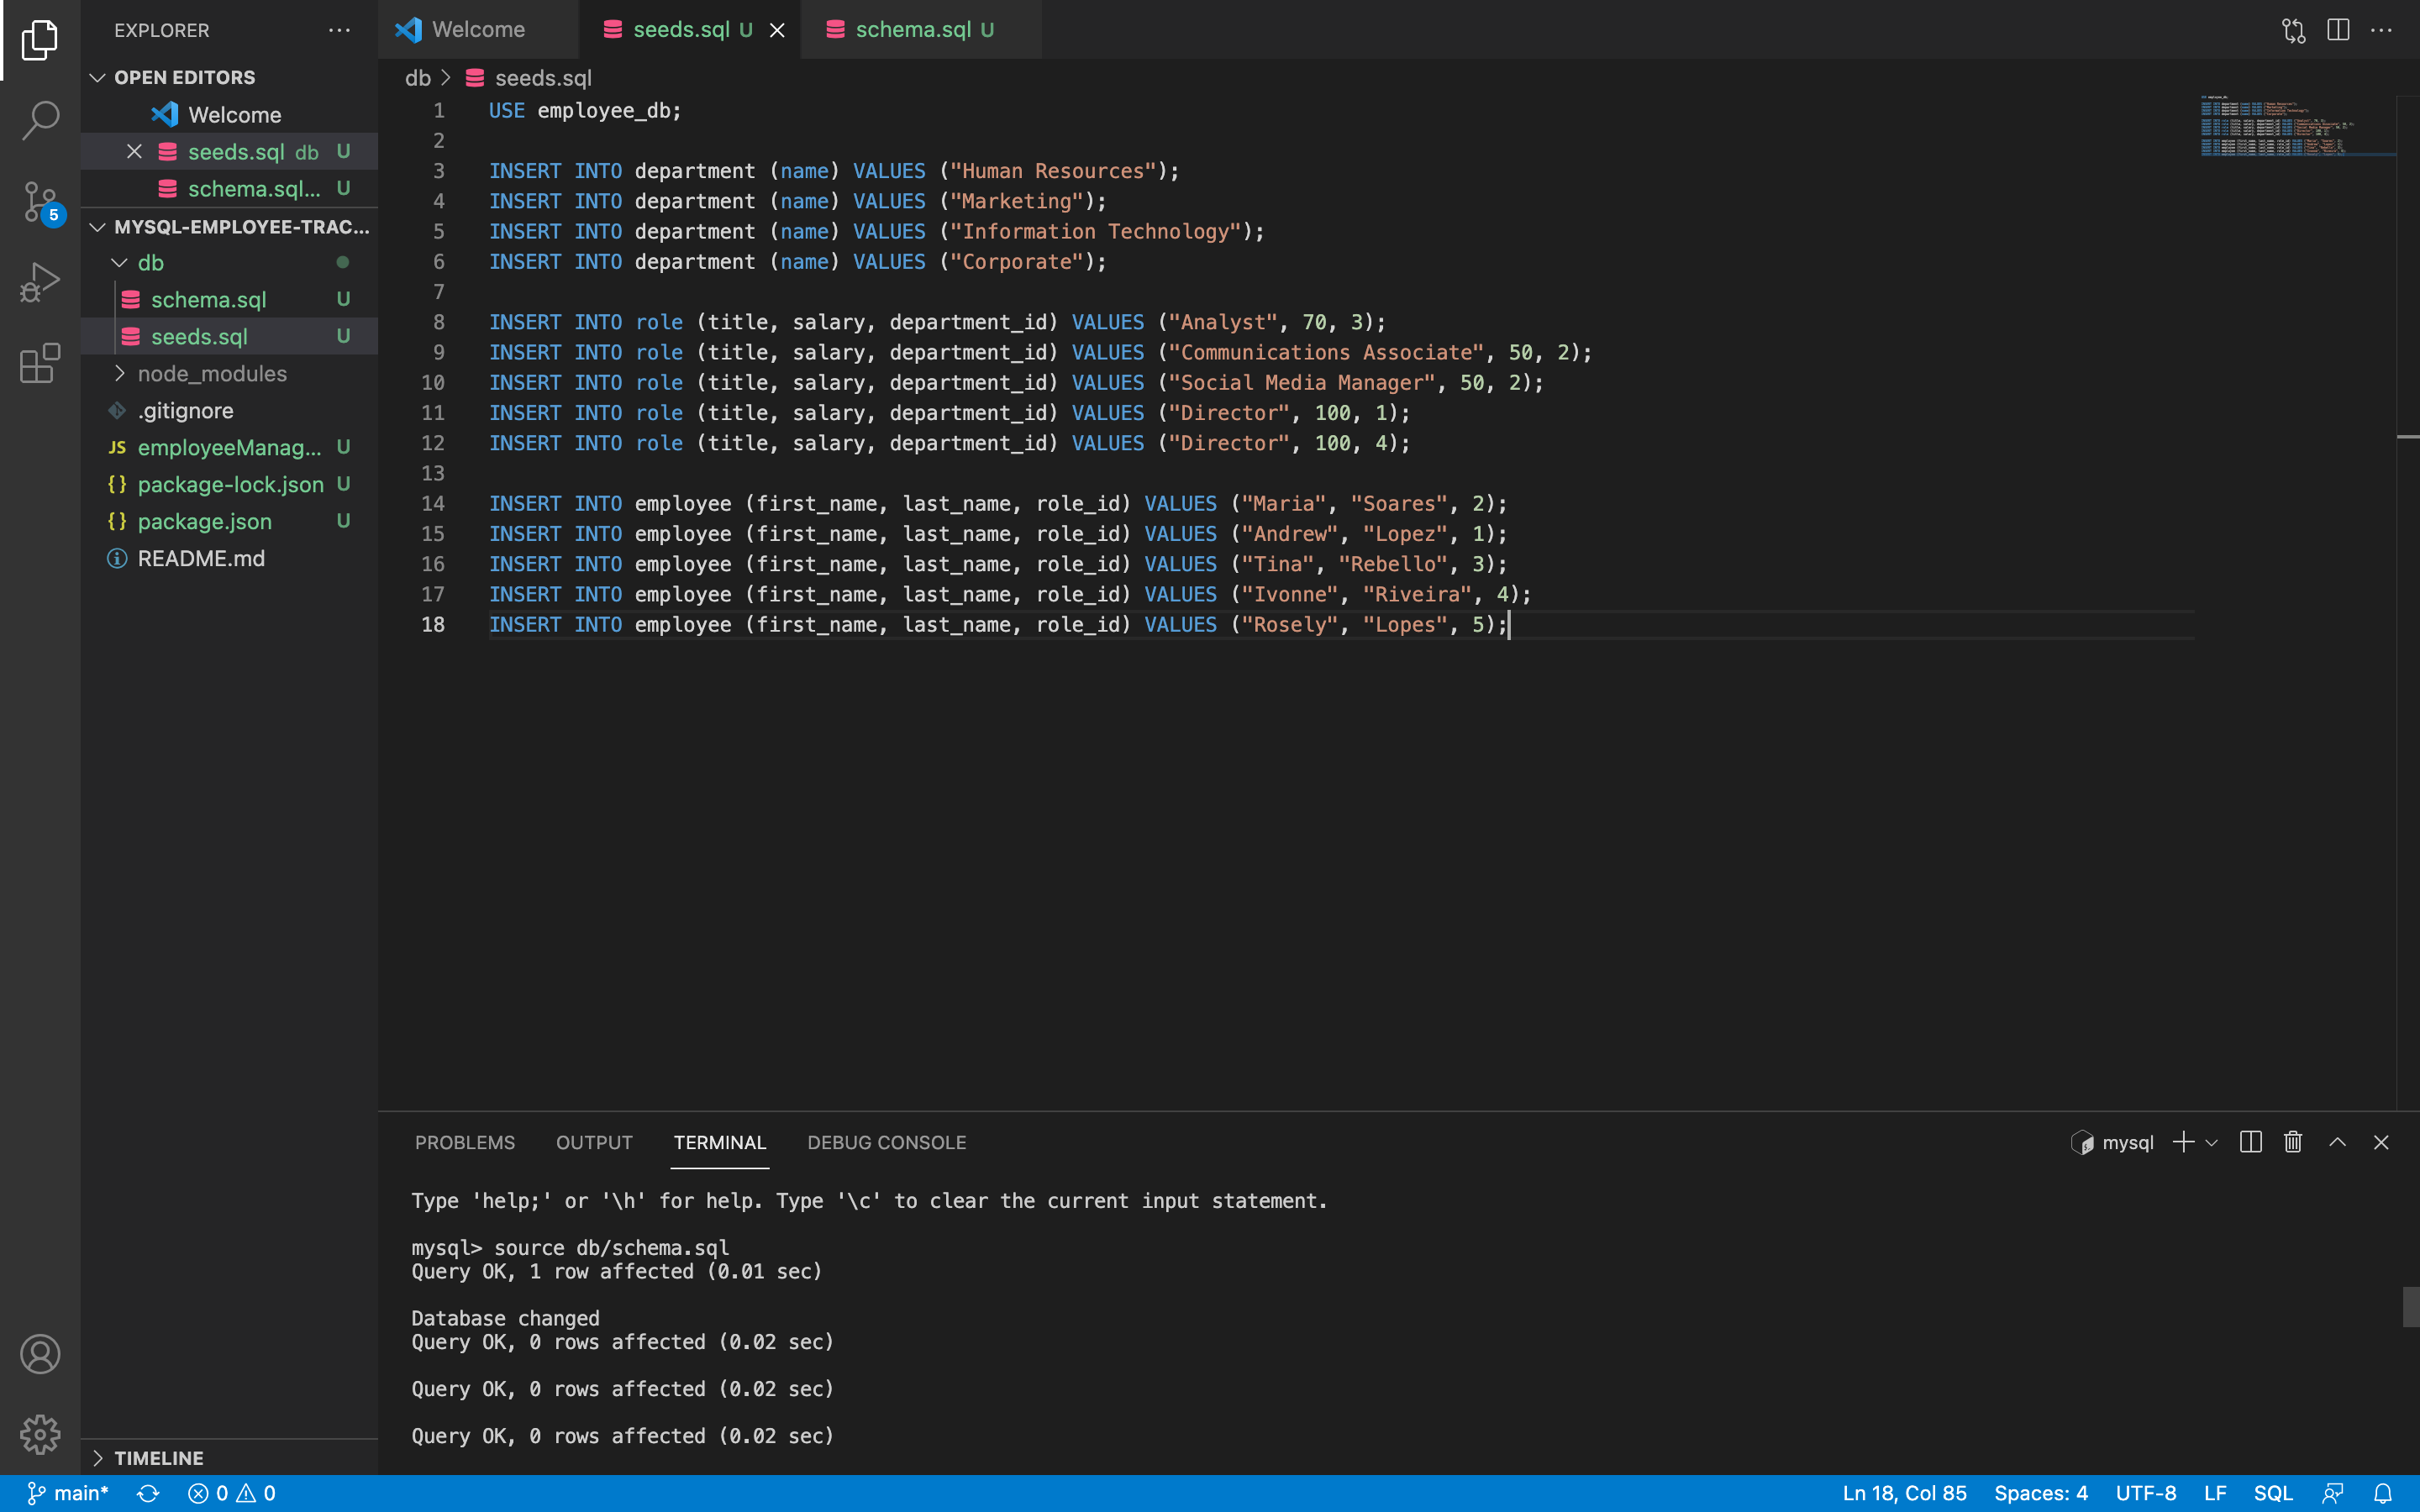 EXPLORER
OPEN EDITORS
Welcome
seeds.sql db U
schema.sql... U
MYSQL-EMPLOYEE-TRAC...
db
schema.sql U
seeds.sql U
node_modules
.gitignore
JS employeeManag... U
{} package-lock.json U
{} package.json U
README.md
TIMELINE
5
Welcome
seeds.sql U
schema.sql U
db > seeds.sql
1 USE employee_db;
2
3 INSERT INTO department (name) VALUES ("Human Resources");
4 INSERT INTO department (name) VALUES ("Marketing");
5 INSERT INTO department (name) VALUES ("Information Technology");
6 INSERT INTO department (name) VALUES ("Corporate");
7
8 INSERT INTO role (title, salary, department_id) VALUES ("Analyst", 70, 3);
9 INSERT INTO role (title, salary, department_id) VALUES ("Communications Associate", 50, 2);
10 INSERT INTO role (title, salary, department_id) VALUES ("Social Media Manager", 50, 2);
11 INSERT INTO role (title, salary, department_id) VALUES ("Director", 100, 1);
12 INSERT INTO role (title, salary, department_id) VALUES ("Director", 100, 4);
13
14 INSERT INTO employee (first_name, last_name, role_id) VALUES ("Maria", "Soares", 2);
15 INSERT INTO employee (first_name, last_name, role_id) VALUES ("Andrew", "Lopez", 1);
16 INSERT INTO employee (first_name, last_name, role_id) VALUES ("Tina", "Rebello", 3);
17 INSERT INTO employee (first_name, last_name, role_id) VALUES ("Ivonne", "Riveira", 4);
18 INSERT INTO employee (first_name, last_name, role_id) VALUES ("Rosely", "Lopes", 5);
PROBLEMS OUTPUT TERMINAL DEBUG CONSOLE
mysql
Type 'help;' or '\h' for help. Type '\c' to clear the current input statement.
mysql> source db/schema.sql
Query OK, 1 row affected (0.01 sec)
Database changed
Query OK, 0 rows affected (0.02 sec)
Query OK, 0 rows affected (0.02 sec)
Query OK, 0 rows affected (0.02 sec)
main* 0 0
Ln 18, Col 85 Spaces: 4 UTF-8 LF SQL